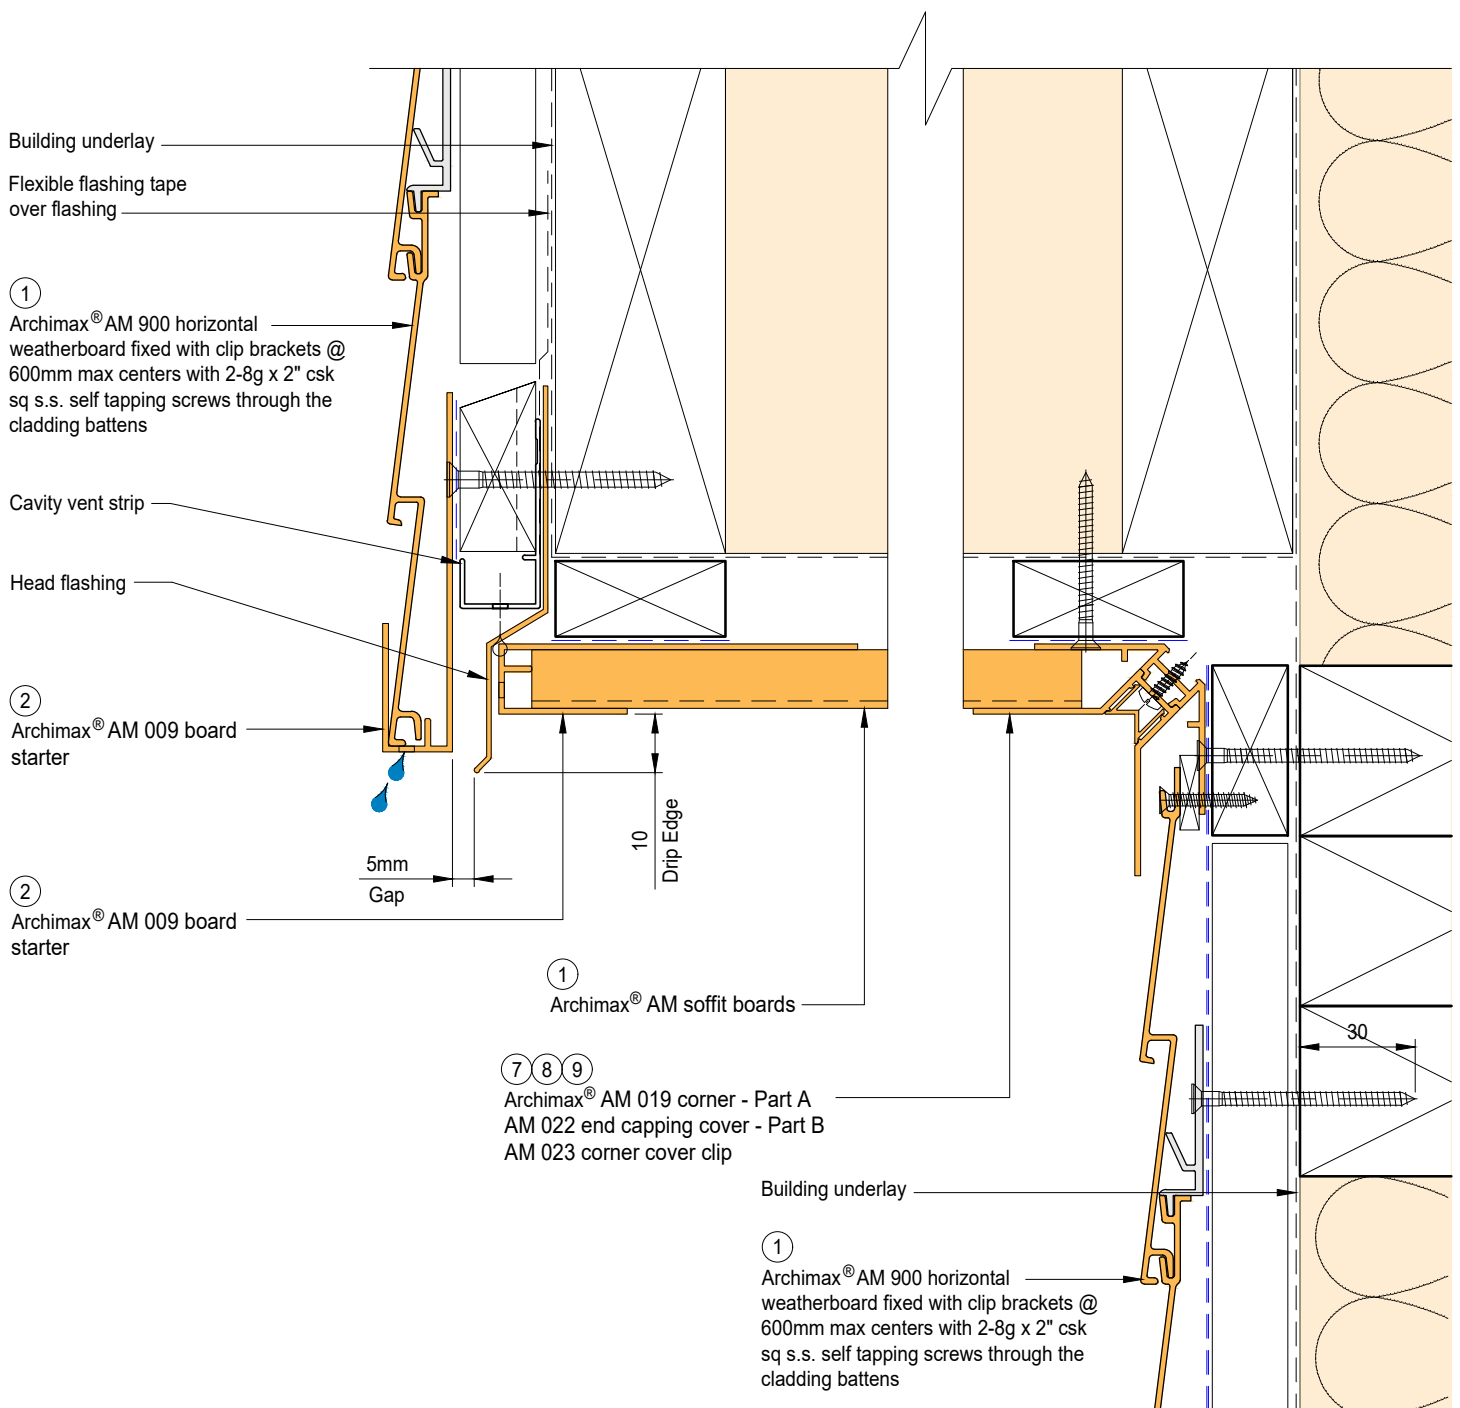 Building underlay
Flexible flashing tape
over flashing
1
Archimax® AM 900 horizontal
weatherboard fixed with clip brackets @
600mm max centers with 2-8g x 2" csk
sq s.s. self tapping screws through the
cladding battens
Cavity vent strip
Head flashing
2
Archimax® AM 009 board
starter
10
Drip Edge
5mm
Gap
2
Archimax® AM 009 board
starter
1
Archimax® AM soffit boards
30
7 8 9
Archimax® AM 019 corner - Part A
AM 022 end capping cover - Part B
AM 023 corner cover clip
Building underlay
1
Archimax® AM 900 horizontal
weatherboard fixed with clip brackets @
600mm max centers with 2-8g x 2" csk
sq s.s. self tapping screws through the
cladding battens